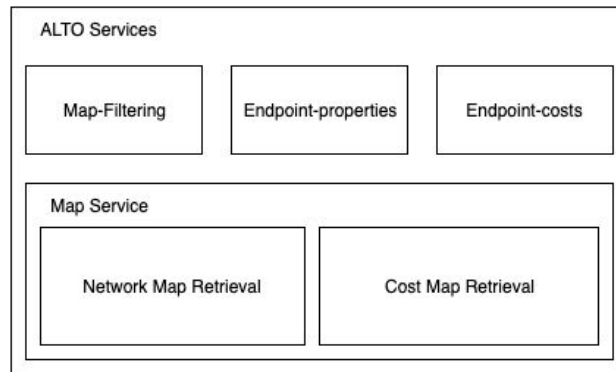 ALTO Services
Map-Filtering
Endpoint-properties
Endpoint-costs
Map Service
Network Map Retrieval
Cost Map Retrieval